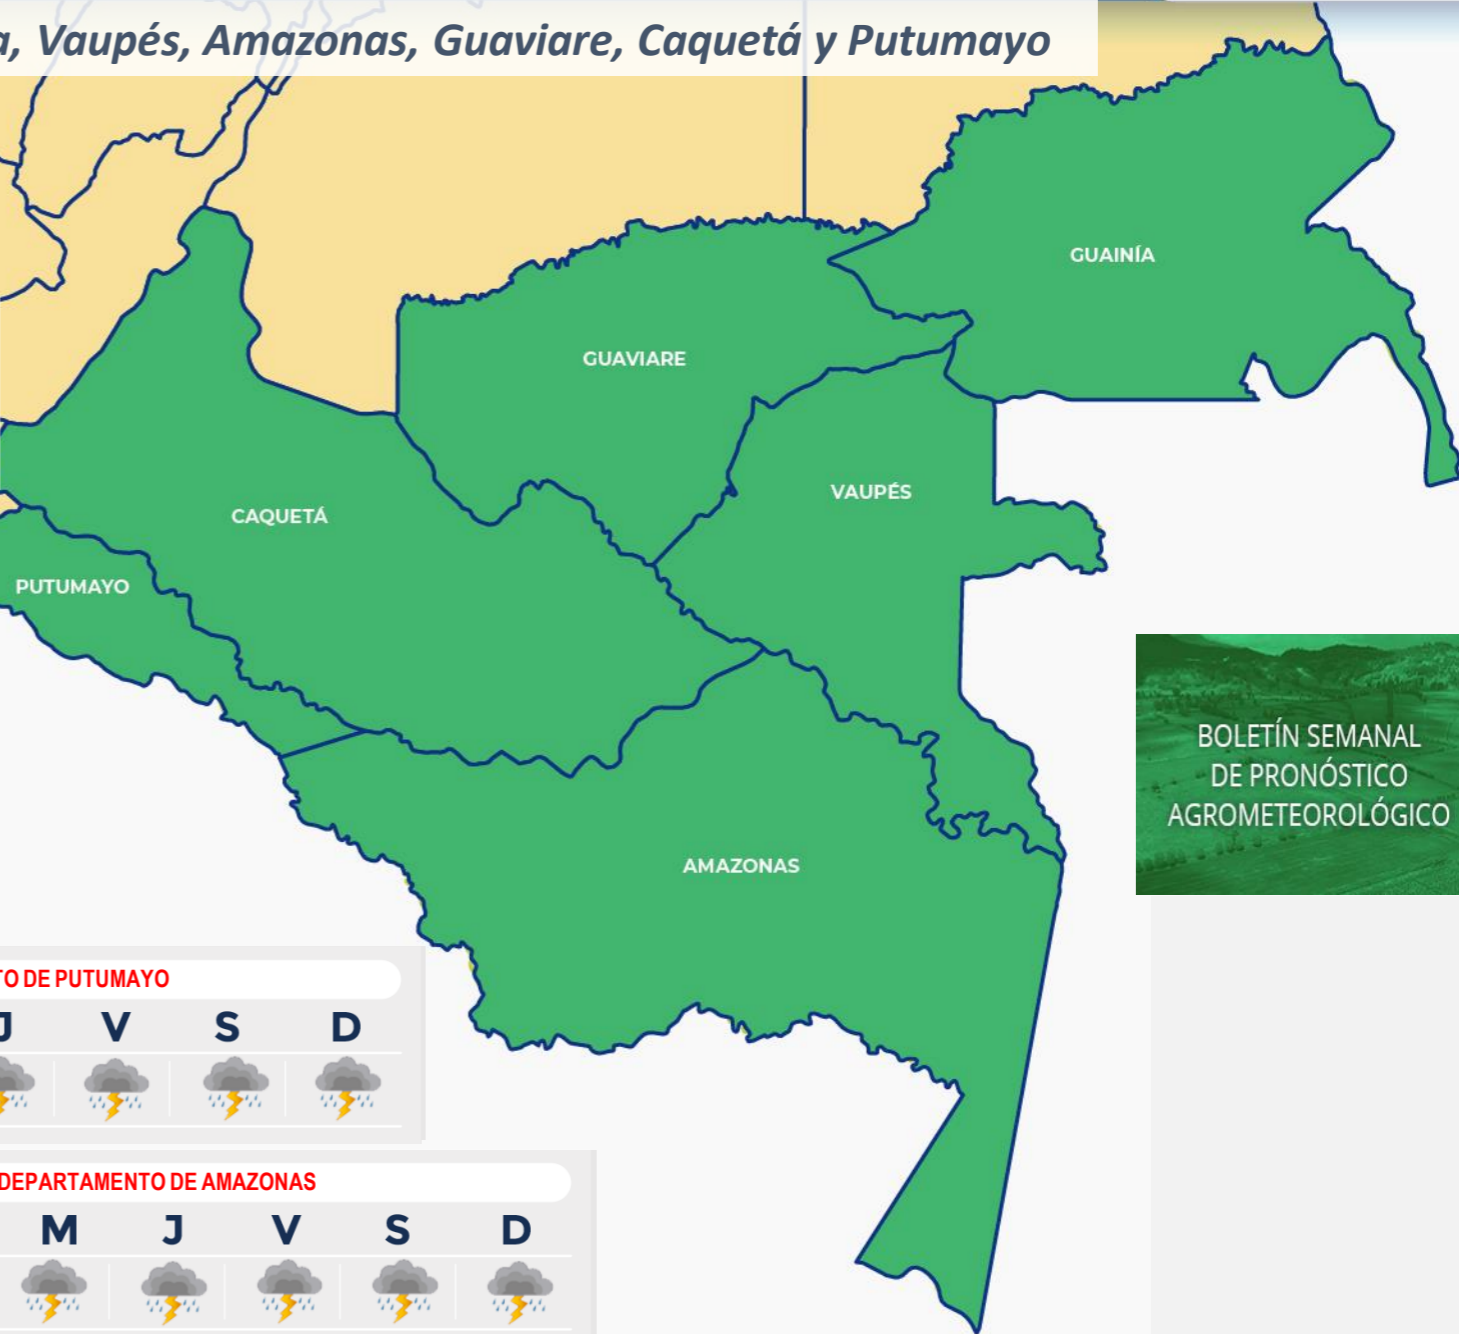 a, Vaupés, Amazonas, Guaviare, Caquetá y Putumayo
GUAINÍA
GUAVIARE
VAUPÉS
CAQUETÁ
PUTUMAYO
BOLETÍN SEMANAL
DE PRONÓSTICO
AGROMETEOROLÓGICO
AMAZONAS
TO DE PUTUMAYO
J V S D
DEPARTAMENTO DE AMAZONAS
M J V S D